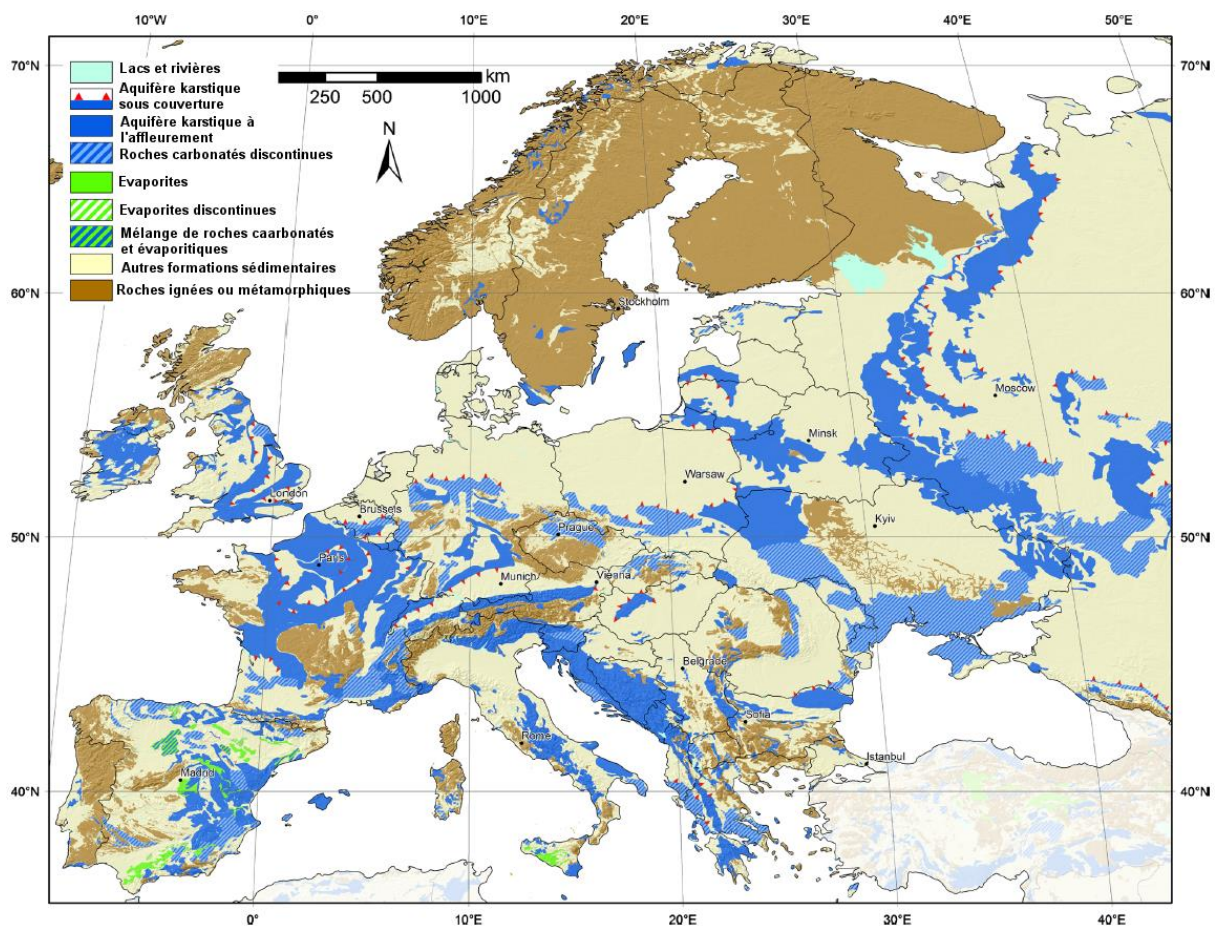 10°W 0° 10°E 20°E 30°E 40°E 50°E
70°N 70°N
Lacs et rivières
Aquifère karstique
sous couverture
Aquifère karstique à
l'affleurement
Roches carbonatés discontinues
Evaporites
Evaporites discontinues
Mélange de roches caarbonatés
et évaporitiques
Autres formations sédimentaires
Roches ignées ou métamorphiques
km
250 500 1000
N
60°N 60°N
Stockholm
Moscow
Minsk
London
Warsaw
Brussels
Kyiv
50°N 50°N
Prague
Paris
Munich
Vienna
Belgrade
Sofia
Rome
Istanbul
Madrid
40°N 40°N
0° 10°E 20°E 30°E 40°E